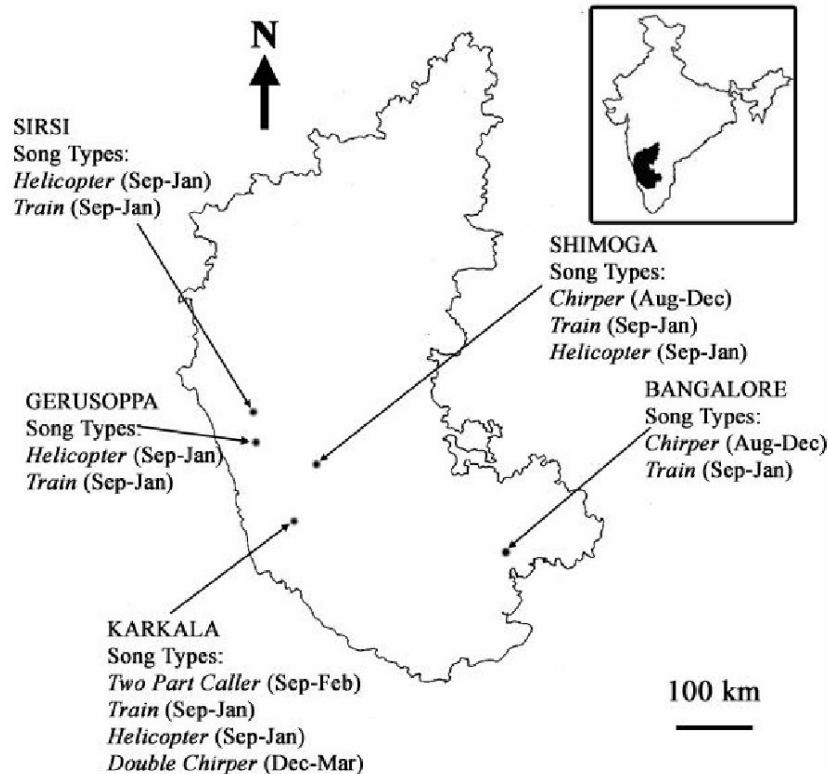 N
SIRSI
Song Types:
Helicopter (Sep-Jan)
Train (Sep-Jan)
SHIMOGA
Song Types:
Chirper (Aug-Dec)
Train (Sep-Jan)
Helicopter (Sep-Jan)
GERUSOPPA
Song Types:
Helicopter (Sep-Jan)
Train (Sep-Jan)
BANGALORE
Song Types:
Chirper (Aug-Dec)
Train (Sep-Jan)
KARKALA
Song Types:
Two Part Caller (Sep-Feb)
Train (Sep-Jan)
Helicopter (Sep-Jan)
Double Chirper (Dec-Mar)
100 km